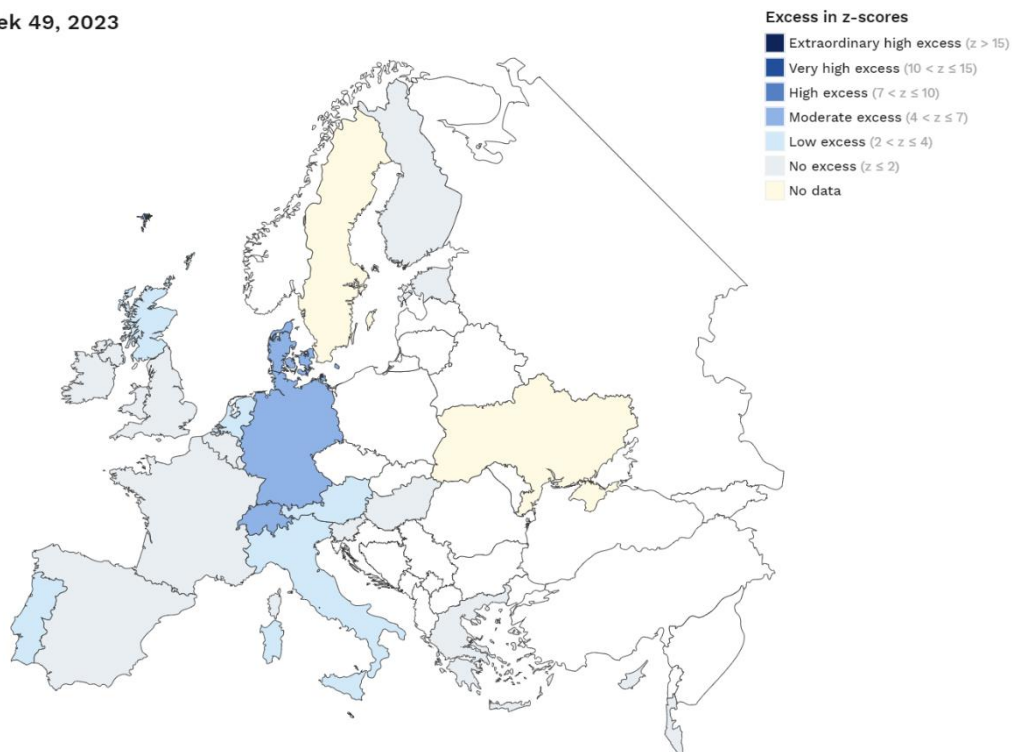 ek 49, 2023
Excess in z-scores
Extraordinary high excess (z > 15)
Very high excess (10 < z ≤ 15)
High excess (7 < z ≤ 10)
Moderate excess (4 < z ≤ 7)
Low excess (2 < z ≤ 4)
No excess (z ≤ 2)
No data